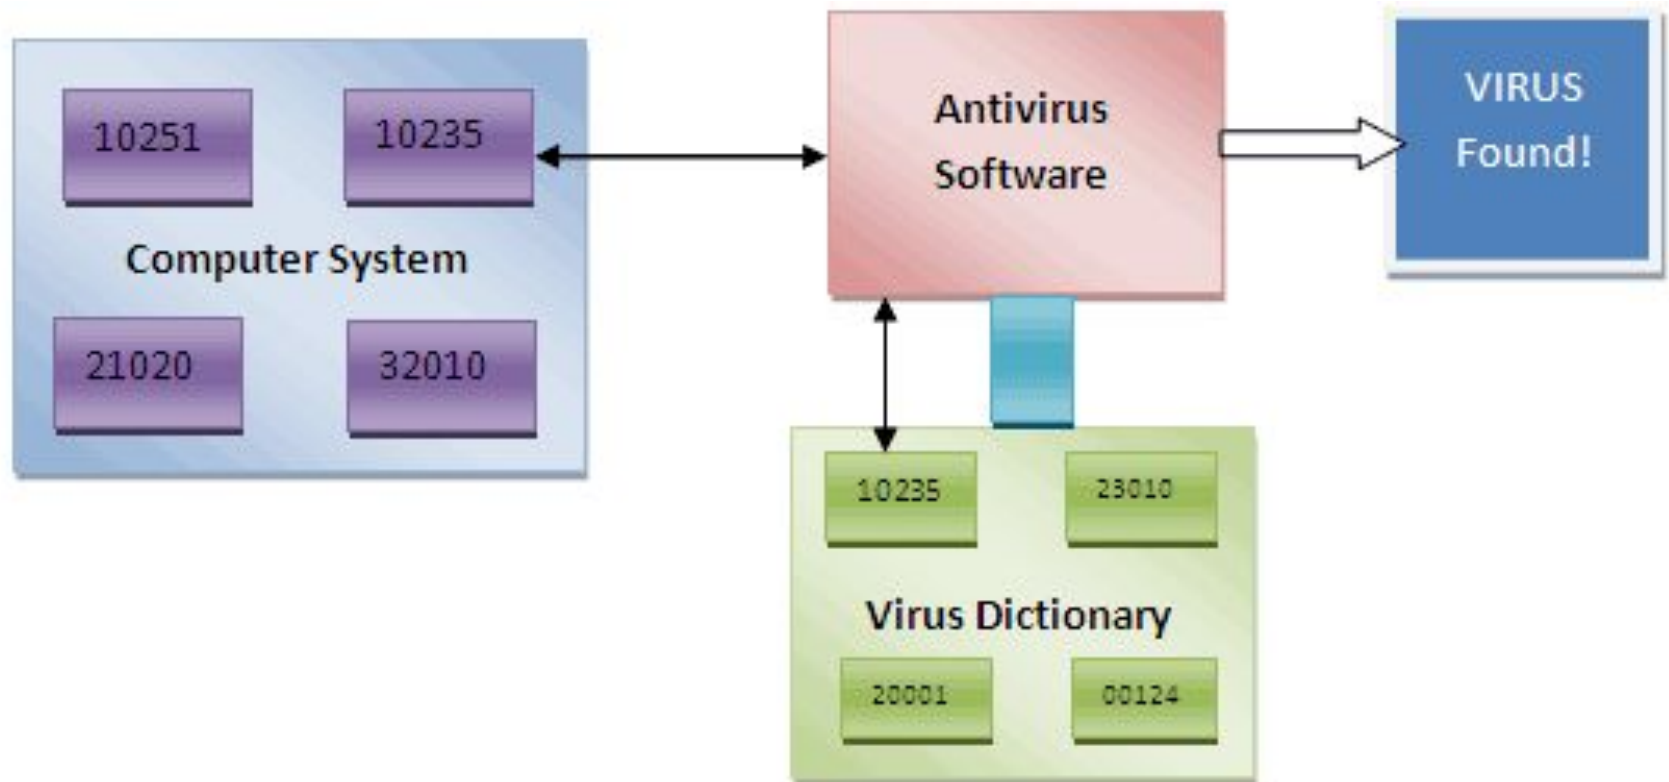 10251
10235
Computer System
21020
32010
Antivirus
Software
VIRUS
Found!
10235
23010
Virus Dictionary
20001
00124